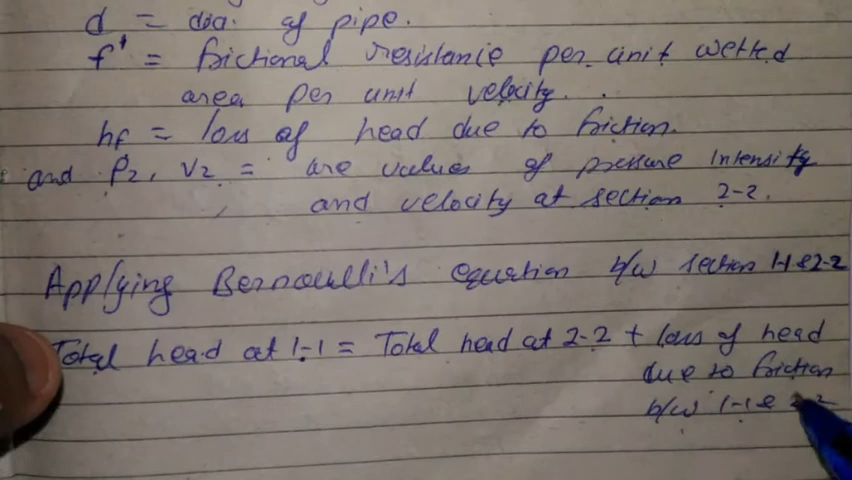 d = dia. of pipe.
f' = frictional resistance per unit wetted
area per unit velocity.
hf = loss of head due to friction.
and P2, V2 = are values of pressure intensity
and velocity at section 2-2.
Applying Bernoulli's equation b/w section 1-1 & 2-2
Total head at 1-1 = Total head at 2-2 + loss of head
due to friction
b/w 1-1 & 2-2